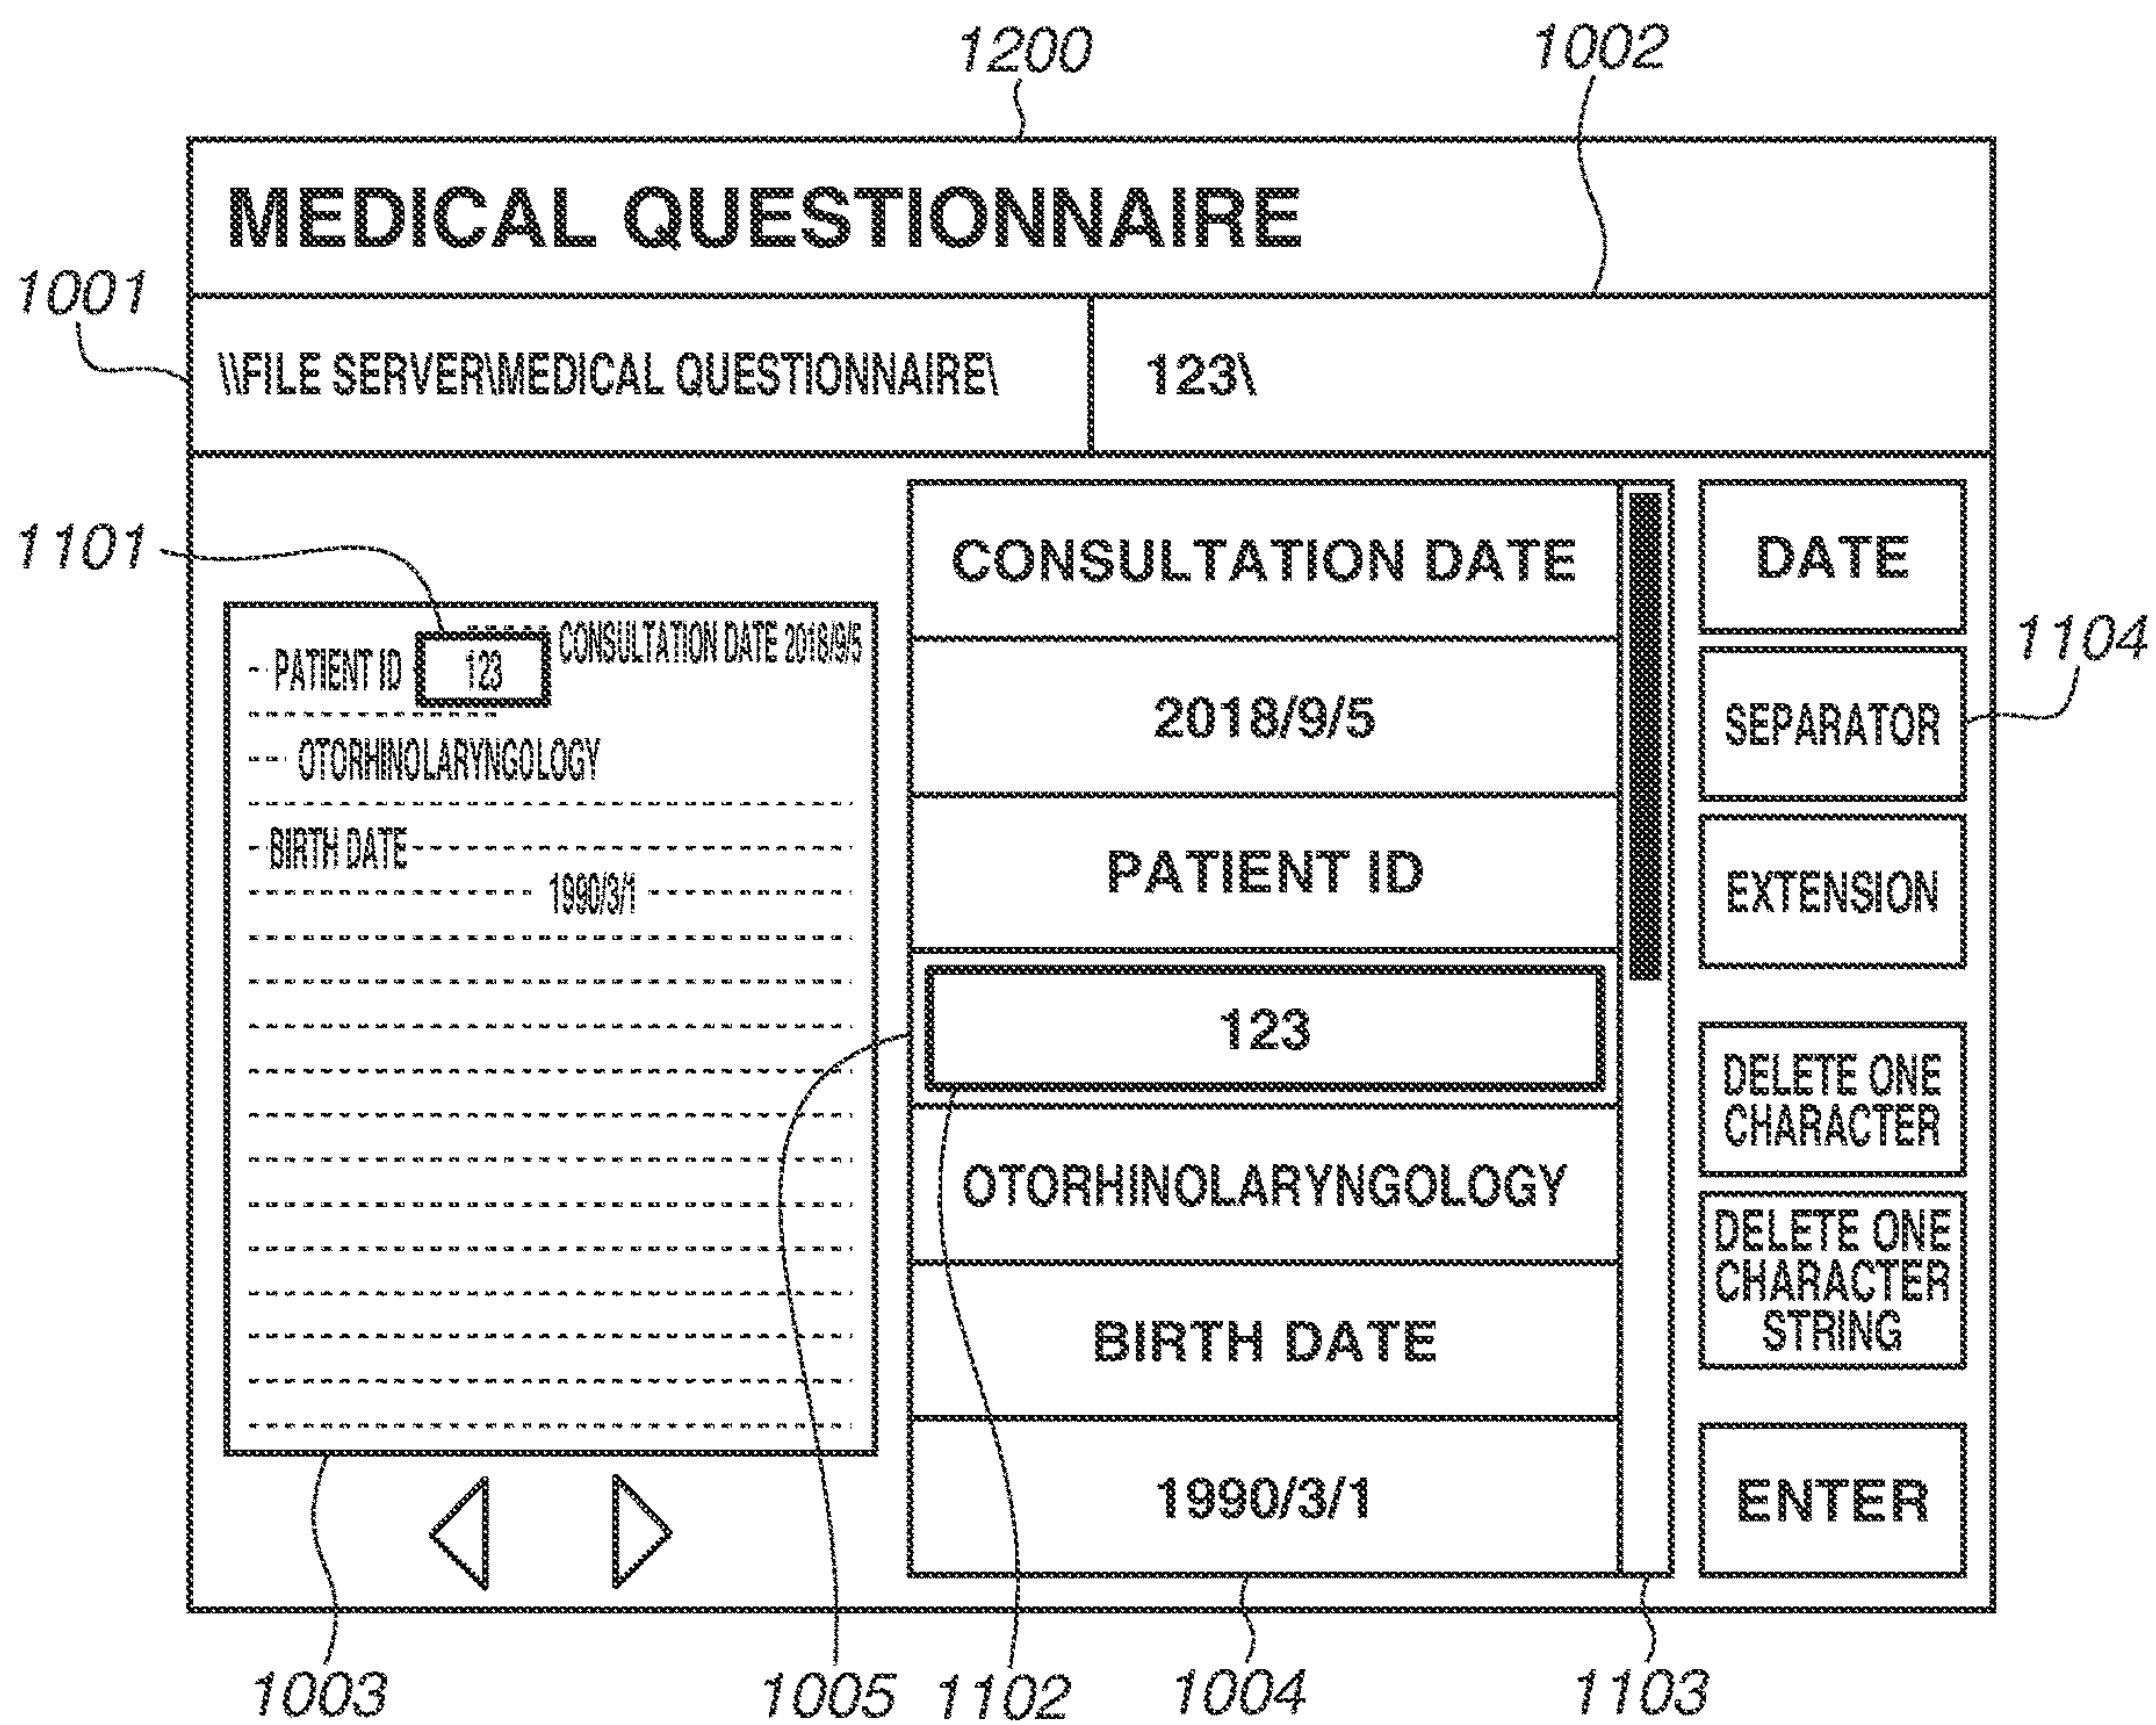 1200
1002
MEDICAL QUESTIONNAIRE
1001
\\FILE SERVER\MEDICAL QUESTIONNAIRE\
123\
1101
CONSULTATION DATE 2018/9/5
PATIENT ID
123
OTORHINOLARYNGOLOGY
BIRTH DATE
1990/3/1
CONSULTATION DATE
2018/9/5
PATIENT ID
123
OTORHINOLARYNGOLOGY
BIRTH DATE
1990/3/1
DATE
1104
SEPARATOR
EXTENSION
DELETE ONE
CHARACTER
DELETE ONE
CHARACTER
STRING
ENTER
1003
1005
1102
1004
1103